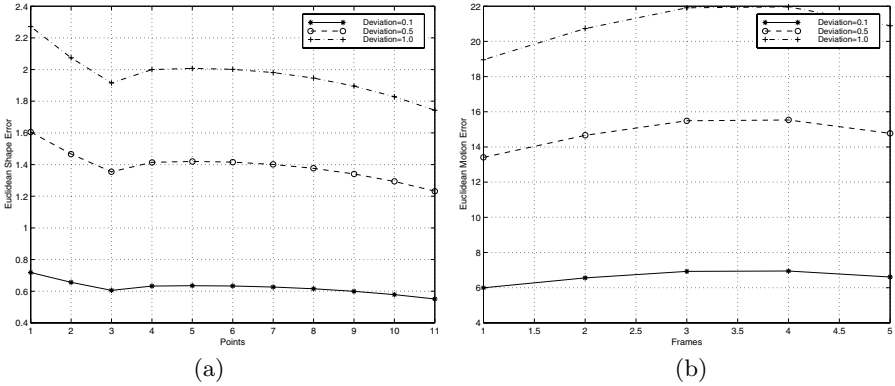 2.4
2.2
2
1.8
1.6
1.4
1.2
1
0.8
0.6
0.4
Euclidean Shape Error
Deviation=0.1
Deviation=0.5
Deviation=1.0
1 2 3 4 5 6 7 8 9 10 11
Points
(a)
22
20
18
16
14
12
10
8
6
4
Euclidean Motion Error
Deviation=0.1
Deviation=0.5
Deviation=1.0
1 1.5 2 2.5 3 3.5 4 4.5 5
Frames
(b)